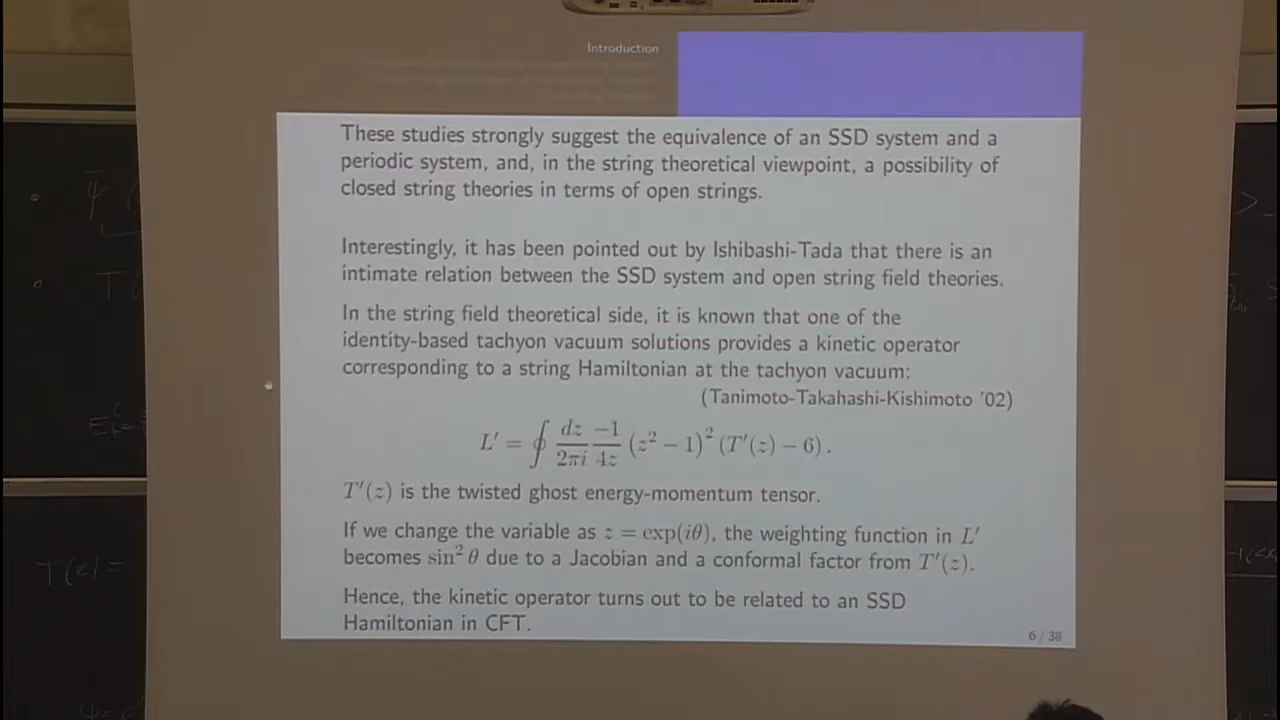 Introduction
These studies strongly suggest the equivalence of an SSD system and a
periodic system, and, in the string theoretical viewpoint, a possibility of
closed string theories in terms of open strings.
Interestingly, it has been pointed out by Ishibashi-Tada that there is an
intimate relation between the SSD system and open string field theories.
In the string field theoretical side, it is known that one of the
identity-based tachyon vacuum solutions provides a kinetic operator
corresponding to a string Hamiltonian at the tachyon vacuum:
(Tanimoto-Takahashi-Kishimoto '02)
L′ = ∮ dz/2πi −1/4z (z² − 1)² (T′(z) − 6).
T′(z) is the twisted ghost energy-momentum tensor.
If we change the variable as z = exp(iθ), the weighting function in L′
becomes sin² θ due to a Jacobian and a conformal factor from T′(z).
Hence, the kinetic operator turns out to be related to an SSD
Hamiltonian in CFT.
6 / 38